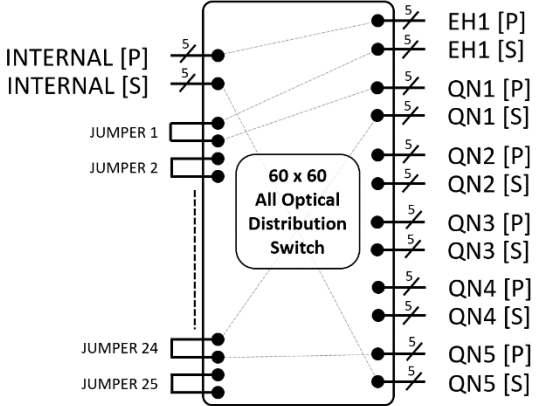 INTERNAL [P]
INTERNAL [S]
JUMPER 1
JUMPER 2
JUMPER 24
JUMPER 25
5
5
60 x 60
All Optical
Distribution
Switch
5 EH1 [P]
5 EH1 [S]
5 QN1 [P]
5 QN1 [S]
5 QN2 [P]
5 QN2 [S]
5 QN3 [P]
5 QN3 [S]
5 QN4 [P]
5 QN4 [S]
5 QN5 [P]
5 QN5 [S]